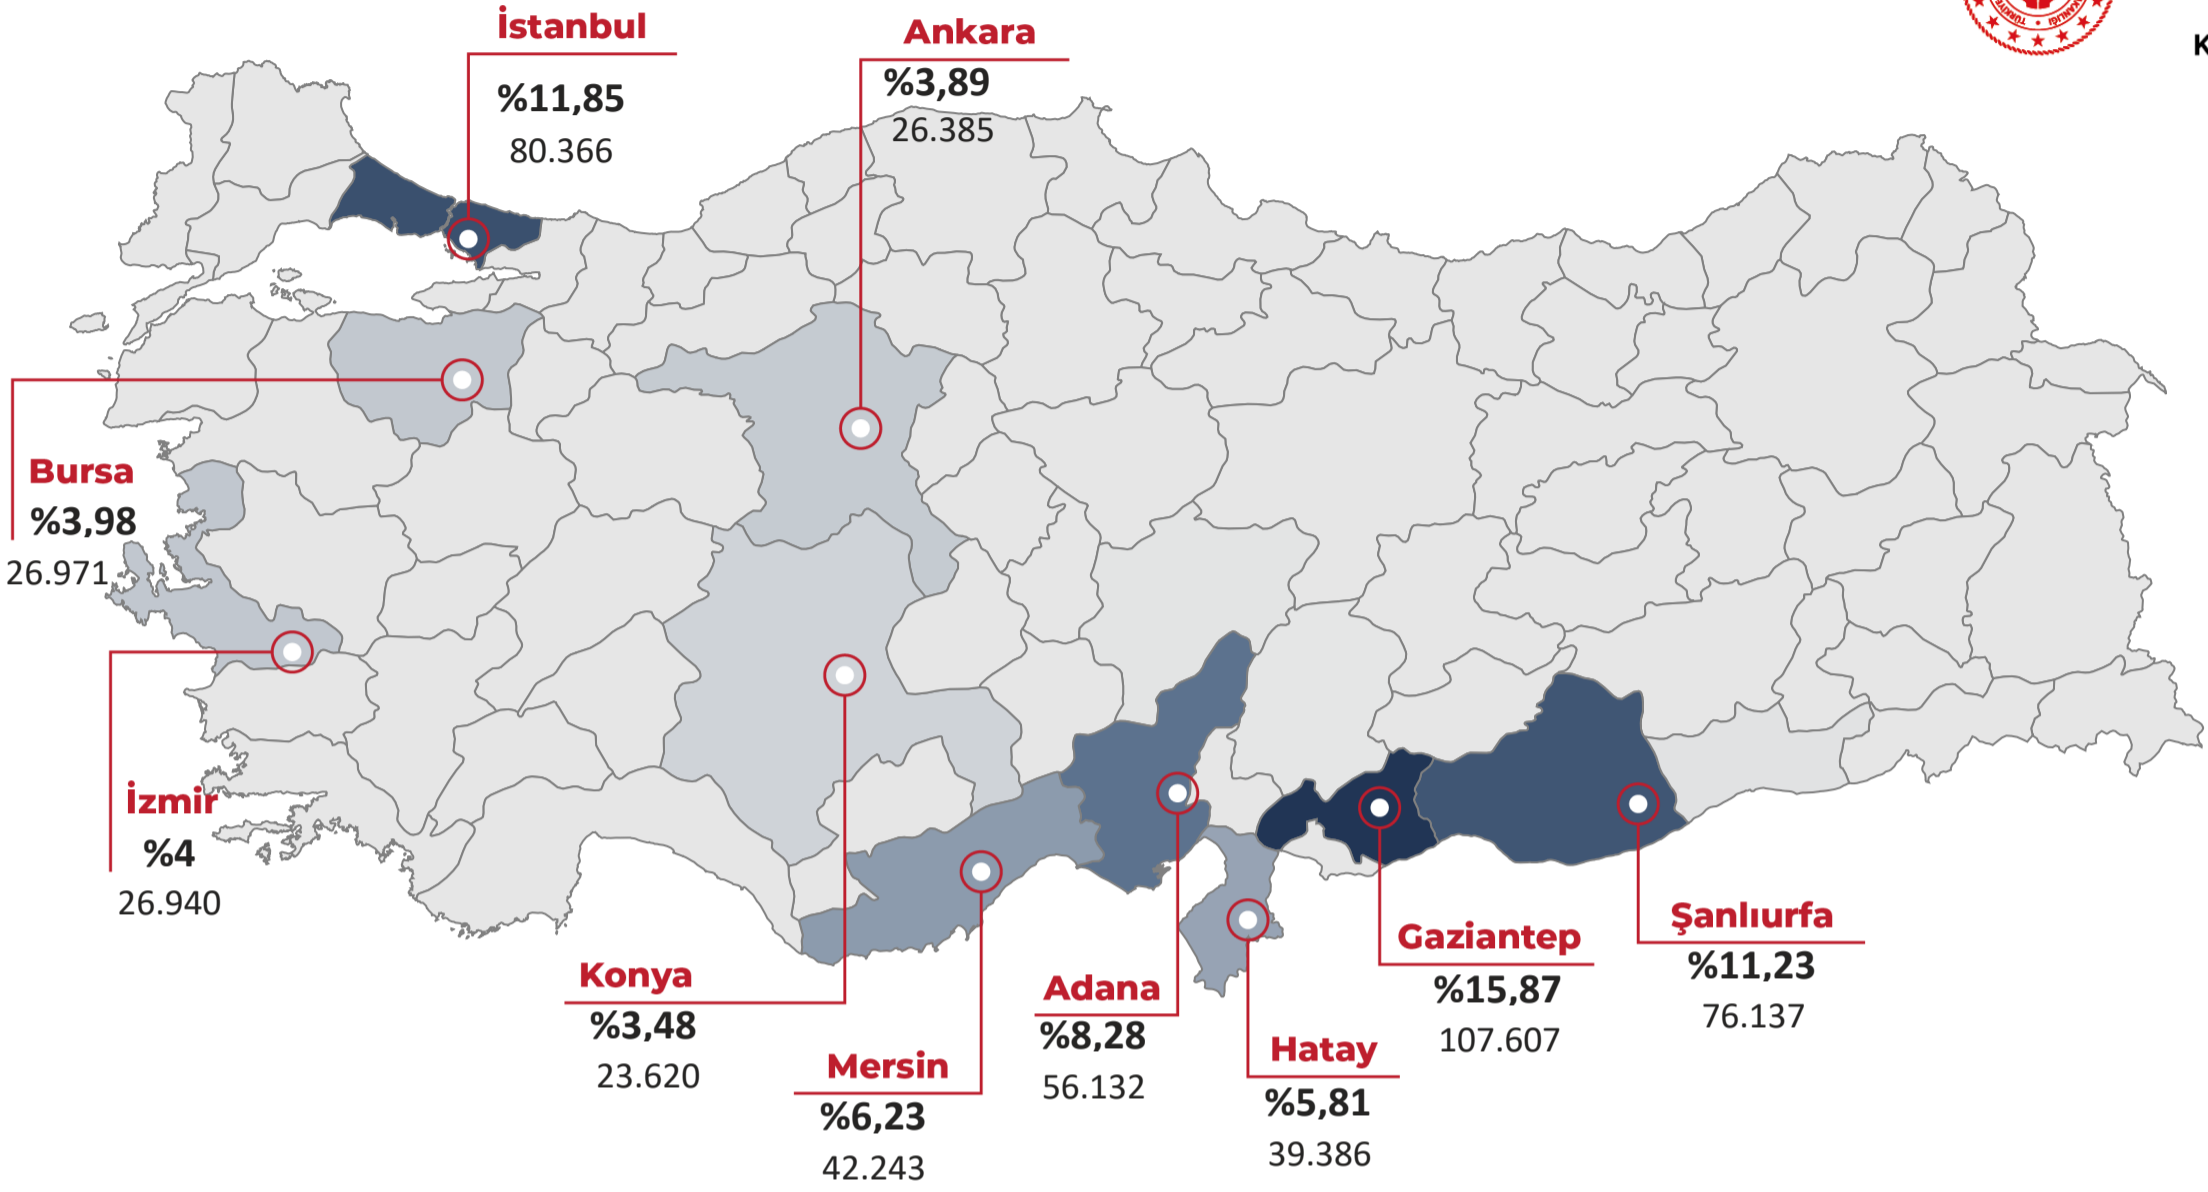 İstanbul
%11,85
80.366
Ankara
%3,89
26.385
K
Bursa
%3,98
26.971
İzmir
%4
26.940
Konya
%3,48
23.620
Mersin
%6,23
42.243
Adana
%8,28
56.132
Hatay
%5,81
39.386
Gaziantep
%15,87
107.607
Şanlıurfa
%11,23
76.137